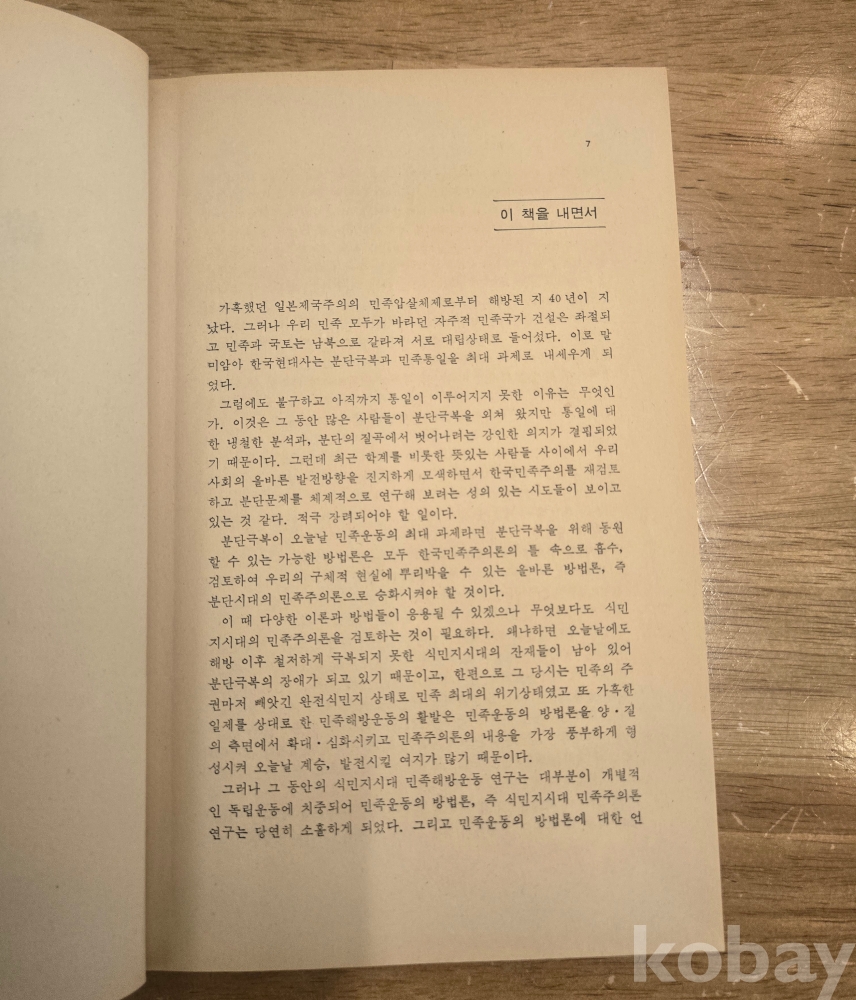 7
이 책을 내면서
가혹했던 일본제국주의의 민족압살체제로부터 해방된 지 40년이 지
났다. 그러나 우리 민족 모두가 바라던 자주적 민족국가 건설은 좌절되
고 민족과 국토는 남북으로 갈라져 서로 대립상태로 들어섰다. 이로 말
미암아 한국현대사는 분단극복과 민족통일을 최대 과제로 내세우게 되
었다.
그럼에도 불구하고 아직까지 통일이 이루어지지 못한 이유는 무엇인
가. 이것은 그 동안 많은 사람들이 분단극복을 외쳐 왔지만 통일에 대
한 냉철한 분석과, 분단의 질곡에서 벗어나려는 강인한 의지가 결핍되었
기 때문이다. 그런데 최근 학계를 비롯한 뜻있는 사람들 사이에서 우리
사회의 올바른 발전방향을 진지하게 모색하면서 한국민족주의를 재검토
하고 분단문제를 체계적으로 연구해 보려는 성의 있는 시도들이 보이고
있는 것 같다. 적극 강려되어야 할 일이다.
분단극복이 오늘날 민족운동의 최대 과제라면 분단극복을 위해 동원
할 수 있는 가능한 방법론은 모두 한국민족주의론의 틀 속으로 흡수,
검토하여 우리의 구체적 현실에 뿌리박을 수 있는 올바른 방법론, 즉
분단시대의 민족주의론으로 승화시켜야 할 것이다.
이 때 다양한 이론과 방법들이 응용될 수 있겠으나 무엇보다도 식민
지시대의 민족주의론을 검토하는 것이 필요하다. 왜냐하면 오늘날에도
해방 이후 철저하게 극복되지 못한 식민지시대의 잔재들이 남아 있어
분단극복의 장애가 되고 있기 때문이고, 한편으로 그 당시는 민족의 주
권마저 빼앗긴 완전식민지 상태로 민족 최대의 위기상태였고 또 가혹한
일제를 상대로 한 민족해방운동의 활발은 민족운동의 방법론을 양·질
의 측면에서 확대·심화시키고 민족주의론의 내용을 가장 풍부하게 형
성시켜 오늘날 계승, 발전시킬 여지가 많기 때문이다.
그러나 그 동안의 식민지시대 민족해방운동 연구는 대부분이 개별적
인 독립운동에 치중되어 민족운동의 방법론, 즉 식민지시대 민족주의론
연구는 당연히 소홀하게 되었다. 그리고 민족운동의 방법론에 대한 언
kobay